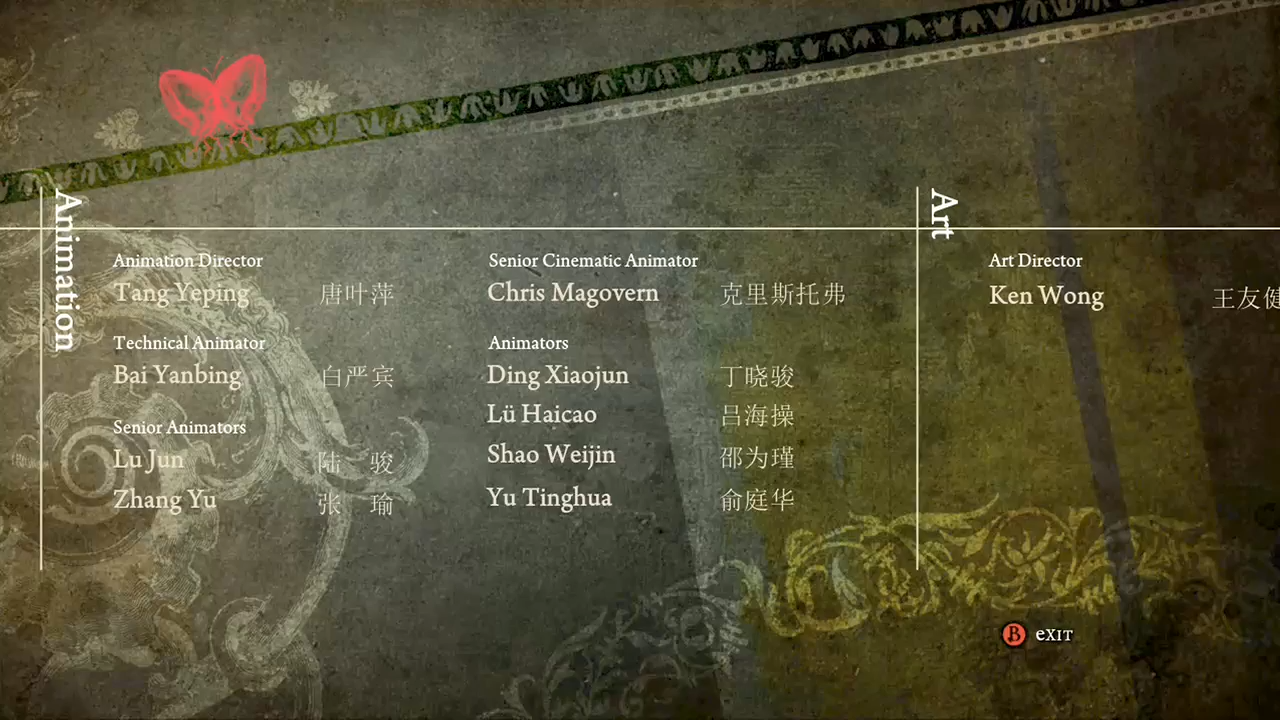 Animation
Animation Director
Tang Yeping 唐叶萍
Technical Animator
Bai Yanbing 白严宾
Senior Animators
Lu Jun 陆 骏
Zhang Yu 张 瑜
Senior Cinematic Animator
Chris Magovern 克里斯托弗
Animators
Ding Xiaojun 丁晓骏
Lü Haicao 吕海操
Shao Weijin 邵为瑾
Yu Tinghua 俞庭华
Art
Art Director
Ken Wong 王友健
B eXIT